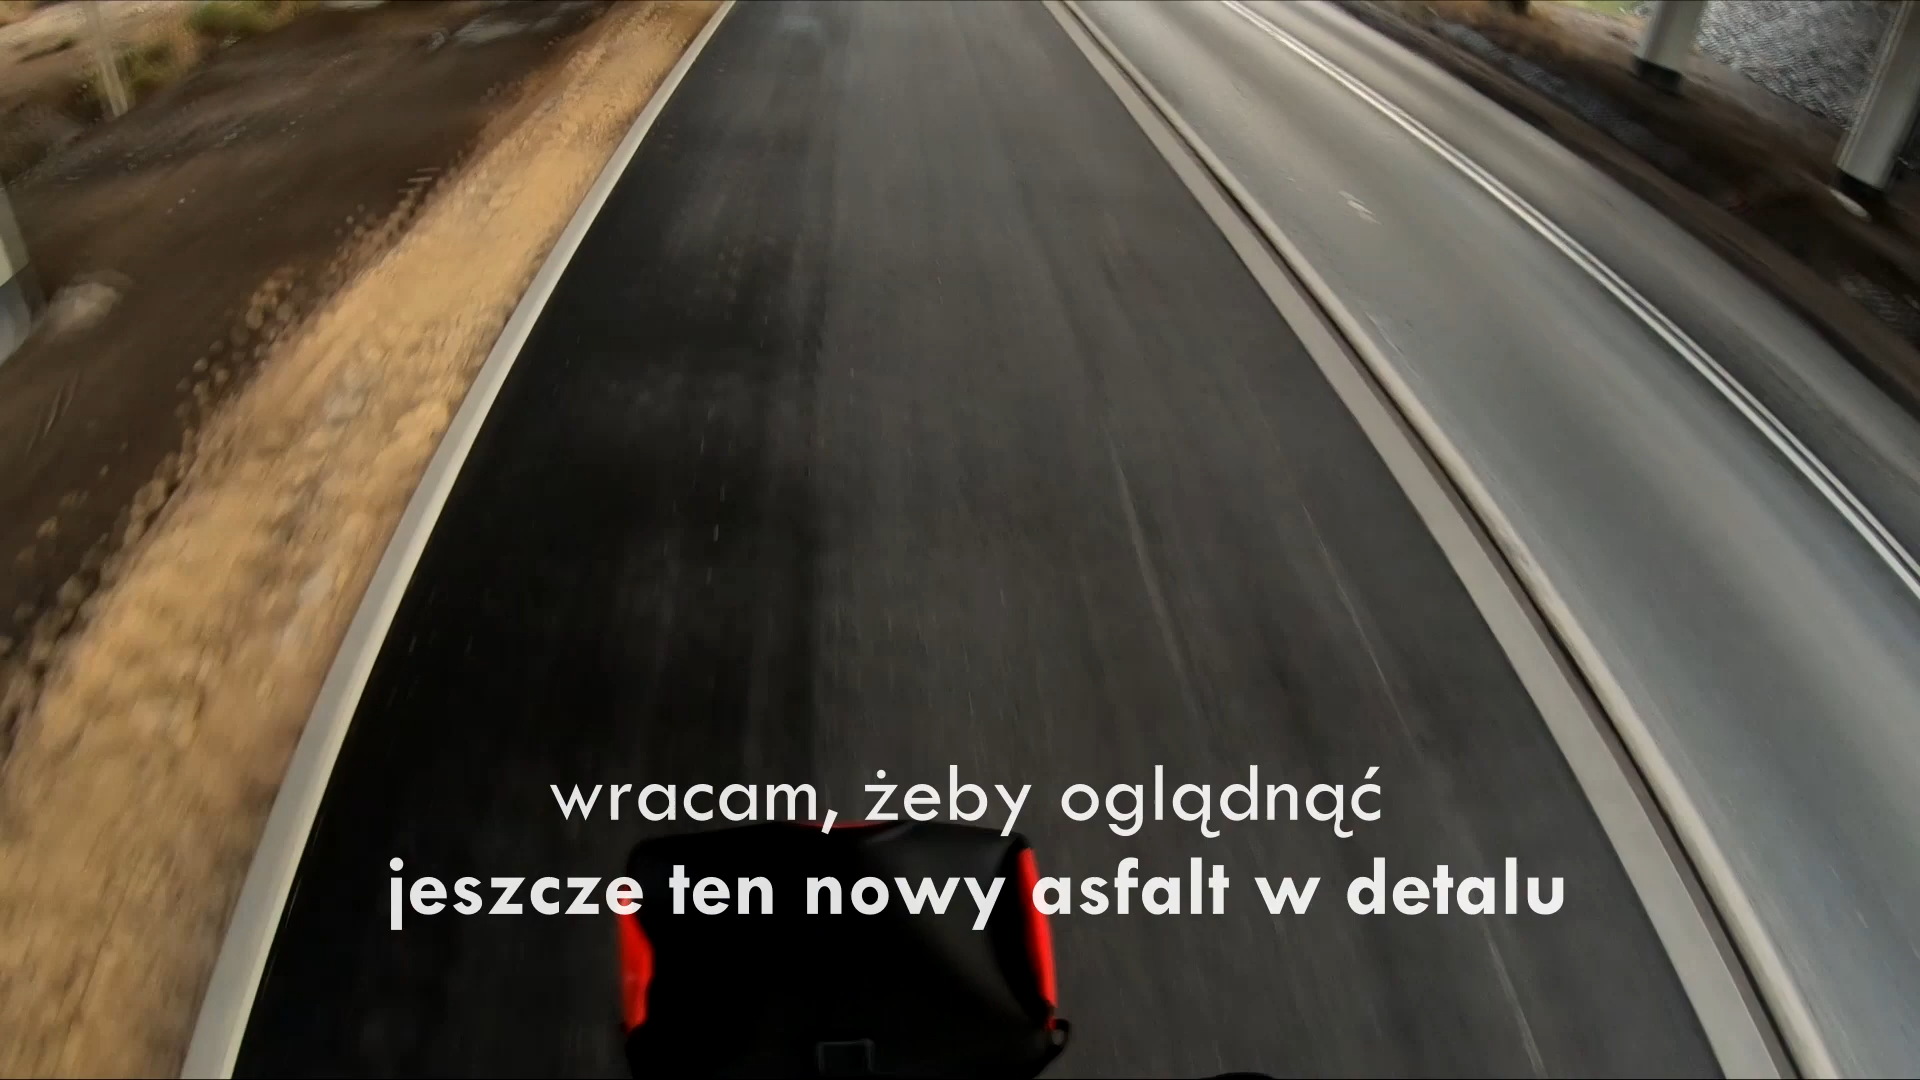 wracam, żeby oglądnąć
jeszcze ten nowy asfalt w detalu